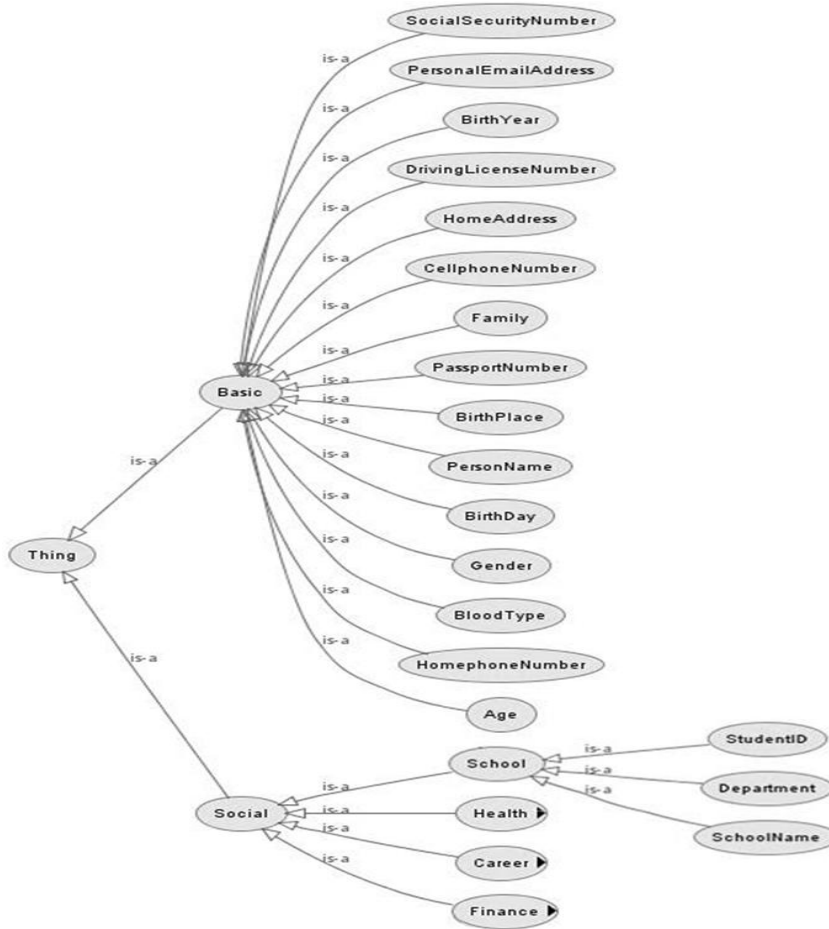 SocialSecurityNumber
is-a
PersonalEmailAddress
is-a
BirthYear
is-a
DrivingLicenseNumber
is-a
HomeAddress
is-a
CellphoneNumber
is-a
Family
is-a
PassportNumber
is-a
Basic
is-a
BirthPlace
is-a
PersonName
is-a
is-a
BirthDay
is-a
Thing
Gender
is-a
BloodType
is-a
is-a
HomephoneNumber
Age
StudentID
is-a
School
is-a
is-a
Department
is-a
Social
is-a
Health
is-a
SchoolName
is-a
Career
Finance